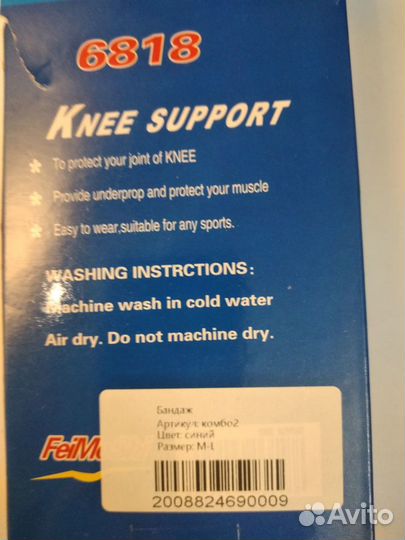 6818
KNEE SUPPORT
* To protect your joint of KNEE
* Provide underprop and protect your muscle
* Easy to wear,suitable for any sports.
WASHING INSTRCTIONS:
Machine wash in cold water
Air dry. Do not machine dry.
Бандаж
Артикул: комбо2
Цвет: синий
Размер: M-L
2008824690009
Avito